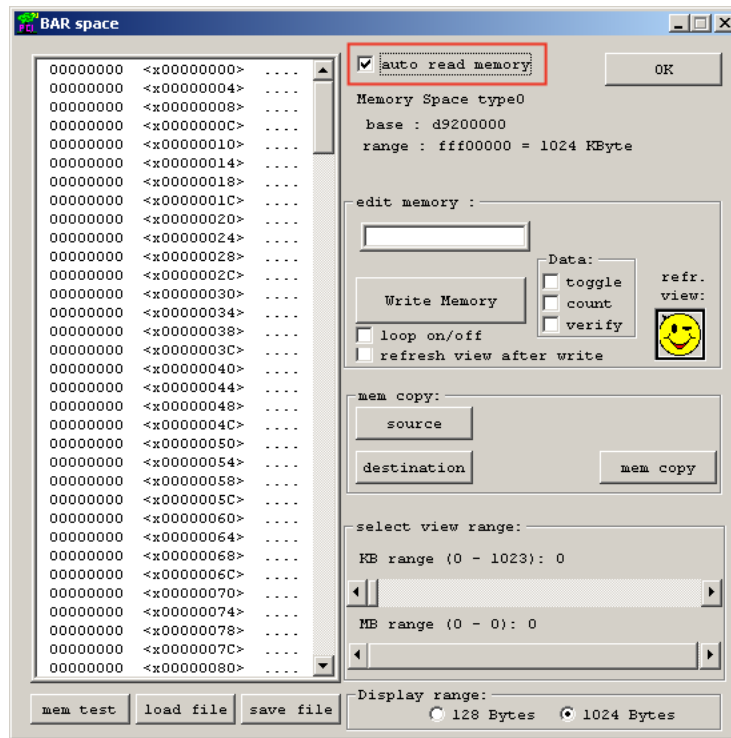 BAR space
00000000 <x00000000> ....
00000000 <x00000004> ....
00000000 <x00000008> ....
00000000 <x0000000C> ....
00000000 <x00000010> ....
00000000 <x00000014> ....
00000000 <x00000018> ....
00000000 <x0000001C> ....
00000000 <x00000020> ....
00000000 <x00000024> ....
00000000 <x00000028> ....
00000000 <x0000002C> ....
00000000 <x00000030> ....
00000000 <x00000034> ....
00000000 <x00000038> ....
00000000 <x0000003C> ....
00000000 <x00000040> ....
00000000 <x00000044> ....
00000000 <x00000048> ....
00000000 <x0000004C> ....
00000000 <x00000050> ....
00000000 <x00000054> ....
00000000 <x00000058> ....
00000000 <x0000005C> ....
00000000 <x00000060> ....
00000000 <x00000064> ....
00000000 <x00000068> ....
00000000 <x0000006C> ....
00000000 <x00000070> ....
00000000 <x00000074> ....
00000000 <x00000078> ....
00000000 <x0000007C> ....
00000000 <x00000080> ....
mem test load file save file
auto read memory
OK
Memory Space type0
base : d9200000
range : fff00000 = 1024 KByte
edit memory :
Write Memory
Data:
toggle
count
verify
refr.
view:
loop on/off
refresh view after write
mem copy:
source
destination
mem copy
select view range:
KB range (0 - 1023): 0
MB range (0 - 0): 0
Display range:
128 Bytes 1024 Bytes